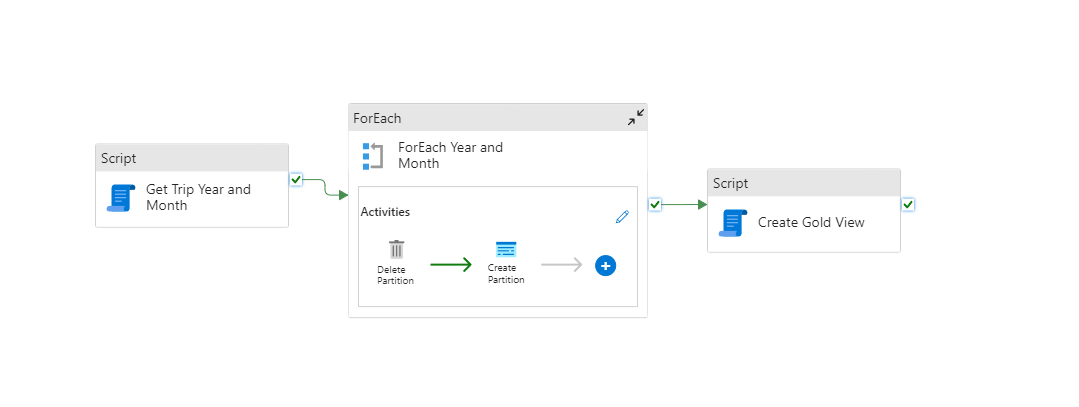 Script
Get Trip Year and
Month
ForEach
ForEach Year and
Month
Activities
Delete
Partition
Create
Partition
Script
Create Gold View